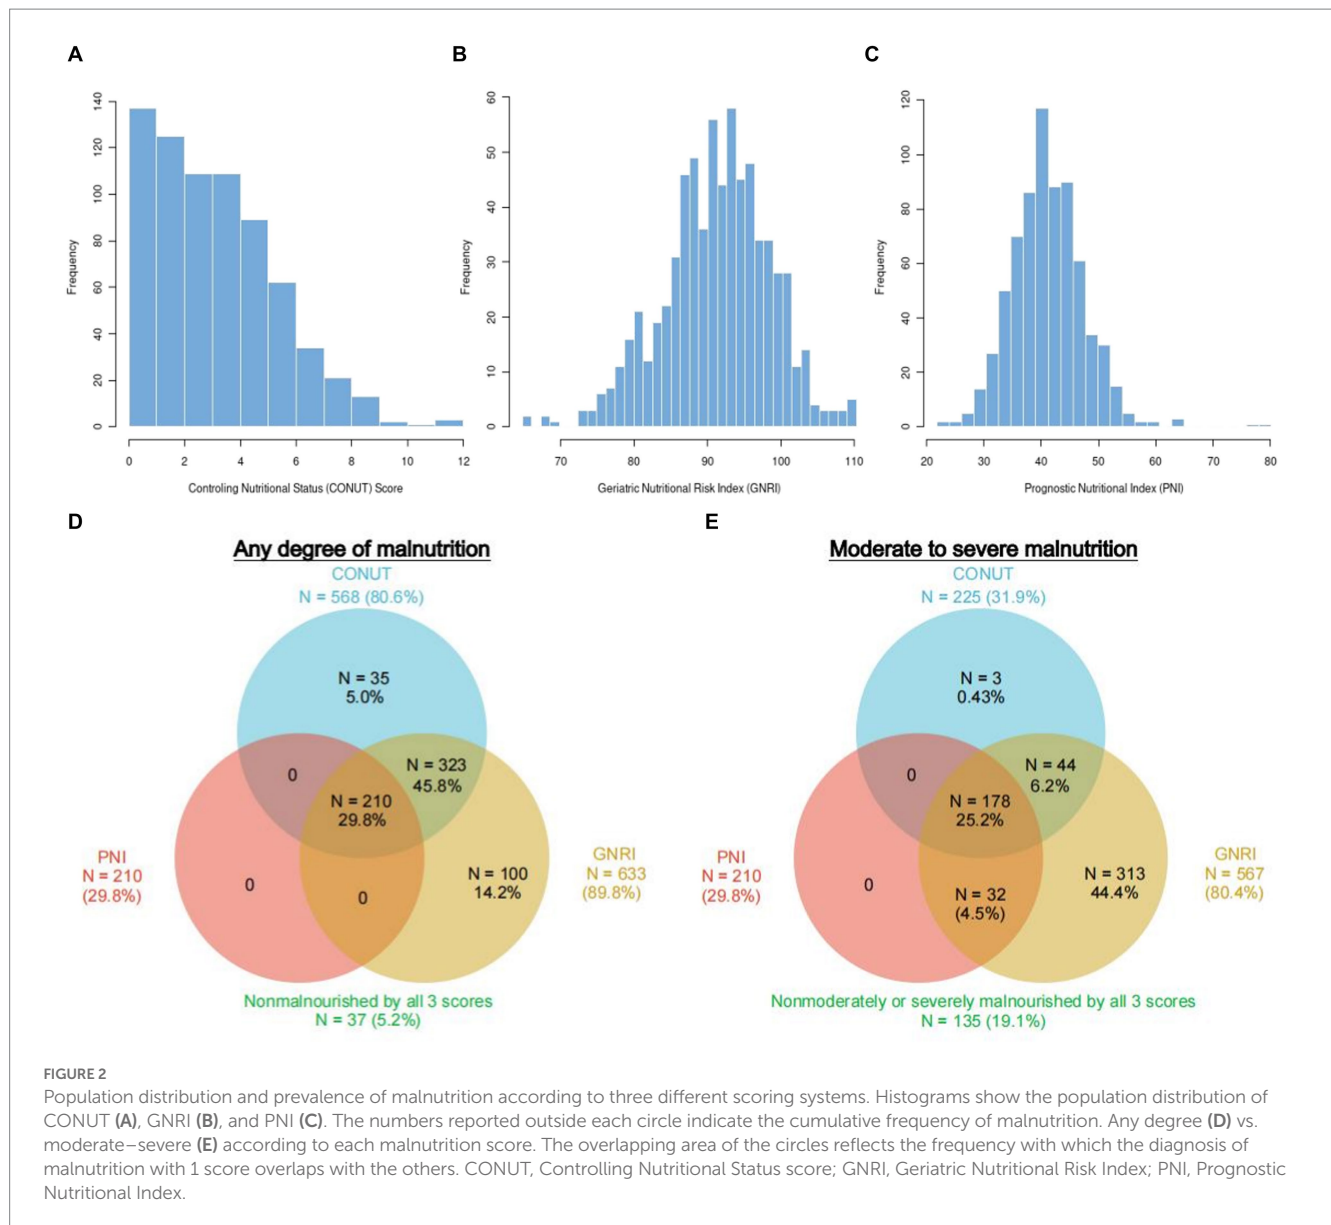 A
140
120
100
80
60
40
20
0
Frequency
0 2 4 6 8 10 12
Controling Nutritional Status (CONUT) Score
B
60
50
40
30
20
10
0
Frequency
70 80 90 100 110
Geriatric Nutritional Risk Index (GNRI)
C
120
100
80
60
40
20
0
Frequency
20 30 40 50 60 70 80
Prognostic Nutritional Index (PNI)
D
Any degree of malnutrition
CONUT
N = 568 (80.6%)
N = 35
5.0%
0
N = 323
45.8%
N = 210
29.8%
PNI
N = 210
(29.8%)
0
0
N = 100
14.2%
GNRI
N = 633
(89.8%)
Nonmalnourished by all 3 scores
N = 37 (5.2%)
E
Moderate to severe malnutrition
CONUT
N = 225 (31.9%)
N = 3
0.43%
0
N = 44
6.2%
N = 178
25.2%
PNI
N = 210
(29.8%)
0
N = 32
(4.5%)
N = 313
44.4%
GNRI
N = 567
(80.4%)
Nonmoderately or severely malnourished by all 3 scores
N = 135 (19.1%)
FIGURE 2
Population distribution and prevalence of malnutrition according to three different scoring systems. Histograms show the population distribution of
CONUT (A), GNRI (B), and PNI (C). The numbers reported outside each circle indicate the cumulative frequency of malnutrition. Any degree (D) vs.
moderate–severe (E) according to each malnutrition score. The overlapping area of the circles reflects the frequency with which the diagnosis of
malnutrition with 1 score overlaps with the others. CONUT, Controlling Nutritional Status score; GNRI, Geriatric Nutritional Risk Index; PNI, Prognostic
Nutritional Index.